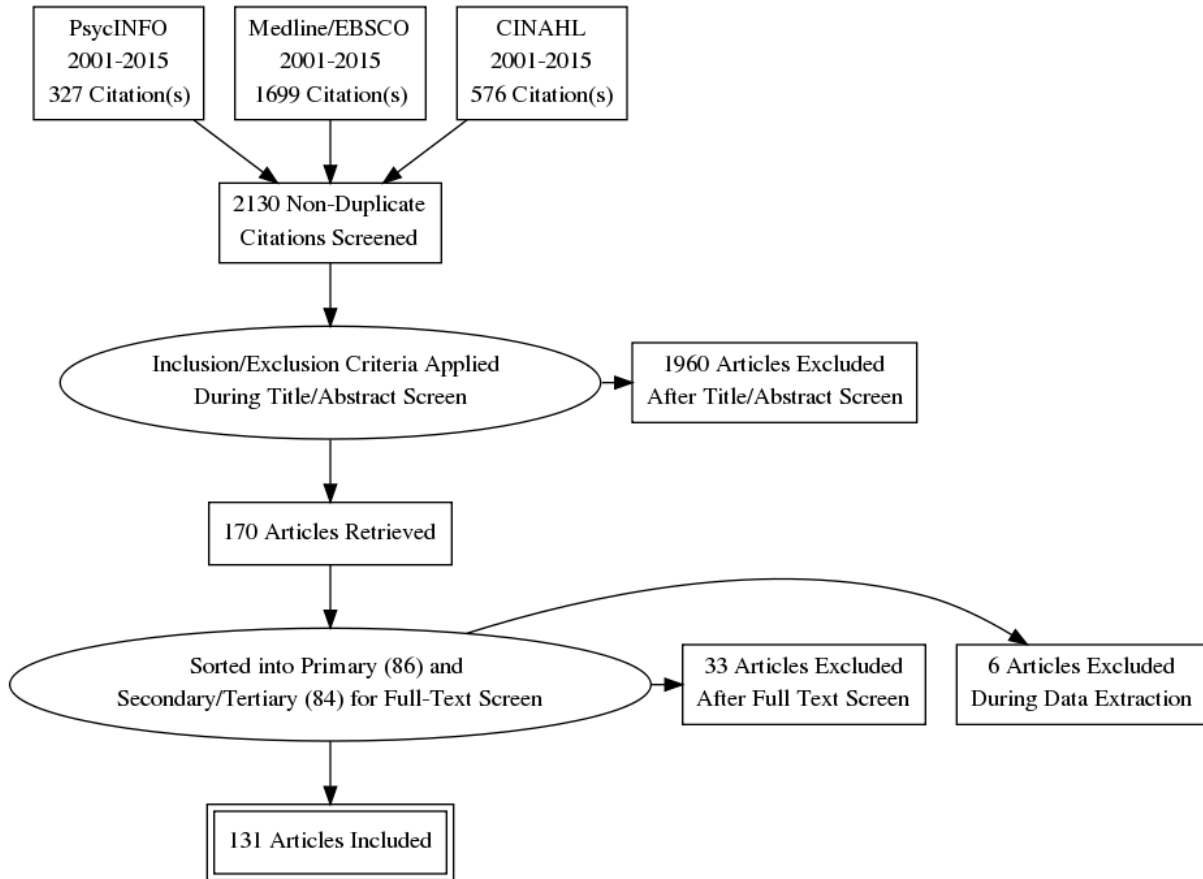 PsycINFO
2001-2015
327 Citation(s)
Medline/EBSCO
2001-2015
1699 Citation(s)
CINAHL
2001-2015
576 Citation(s)
2130 Non-Duplicate
Citations Screened
Inclusion/Exclusion Criteria Applied
During Title/Abstract Screen
1960 Articles Excluded
After Title/Abstract Screen
170 Articles Retrieved
Sorted into Primary (86) and
Secondary/Tertiary (84) for Full-Text Screen
33 Articles Excluded
After Full Text Screen
6 Articles Excluded
During Data Extraction
131 Articles Included